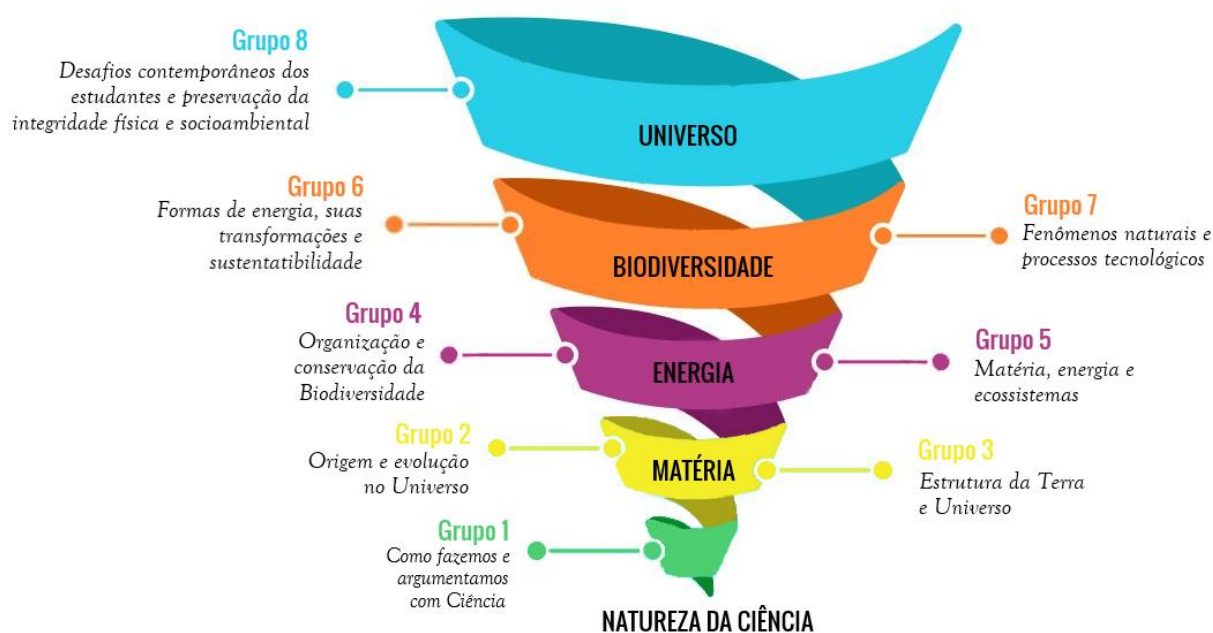 Grupo 8
Desafios contemporâneos dos
estudantes e preservação da
integridade física e socioambiental
UNIVERSO
Grupo 6
Formas de energia, suas
transformações e
sustentatibilidade
Grupo 7
Fenômenos naturais e
processos tecnológicos
BIODIVERSIDADE
Grupo 4
Organização e
conservação da
Biodiversidade
Grupo 5
Matéria, energia e
ecossistemas
ENERGIA
Grupo 2
Origem e evolução
no Universo
Grupo 3
Estrutura da Terra
e Universo
MATÉRIA
Grupo 1
Como fazemos e
argumentamos
com Ciência
NATUREZA DA CIÊNCIA